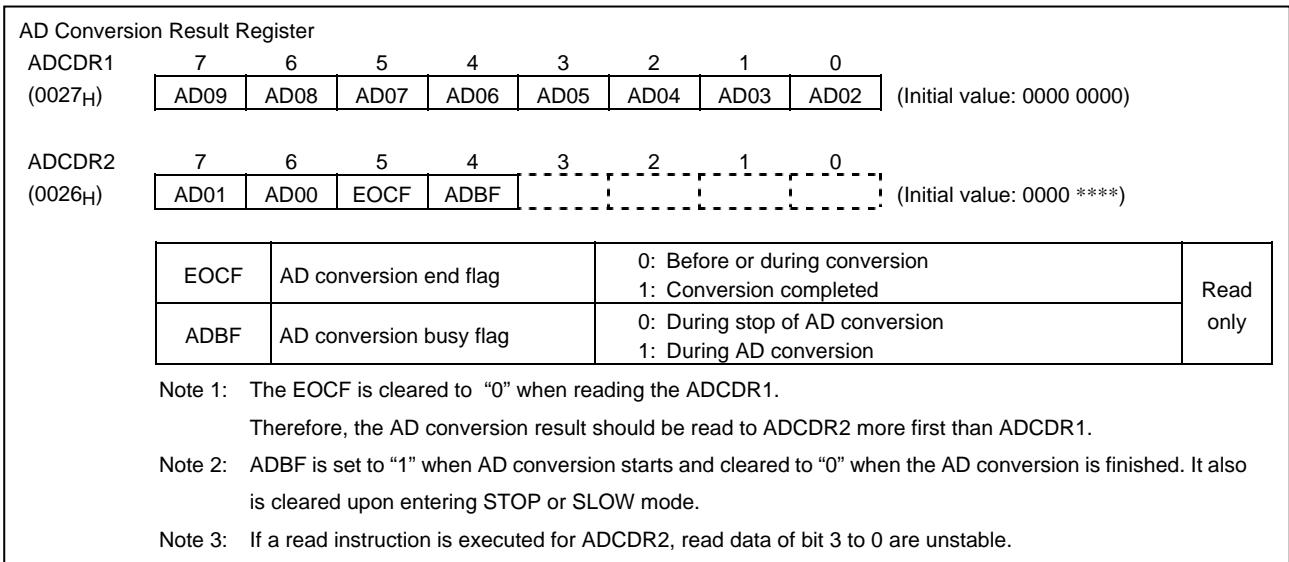 AD Conversion Result Register
ADCDR1 7 6 5 4 3 2 1 0
(0027H) AD09 AD08 AD07 AD06 AD05 AD04 AD03 AD02 (Initial value: 0000 0000)
ADCDR2 7 6 5 4 3 2 1 0
(0026H) AD01 AD00 EOCF ADBF (Initial value: 0000 ****)
EOCF AD conversion end flag 0: Before or during conversion
1: Conversion completed
Read only
ADBF AD conversion busy flag 0: During stop of AD conversion
1: During AD conversion
Note 1: The EOCF is cleared to “0” when reading the ADCDR1.
Therefore, the AD conversion result should be read to ADCDR2 more first than ADCDR1.
Note 2: ADBF is set to “1” when AD conversion starts and cleared to “0” when the AD conversion is finished. It also
is cleared upon entering STOP or SLOW mode.
Note 3: If a read instruction is executed for ADCDR2, read data of bit 3 to 0 are unstable.